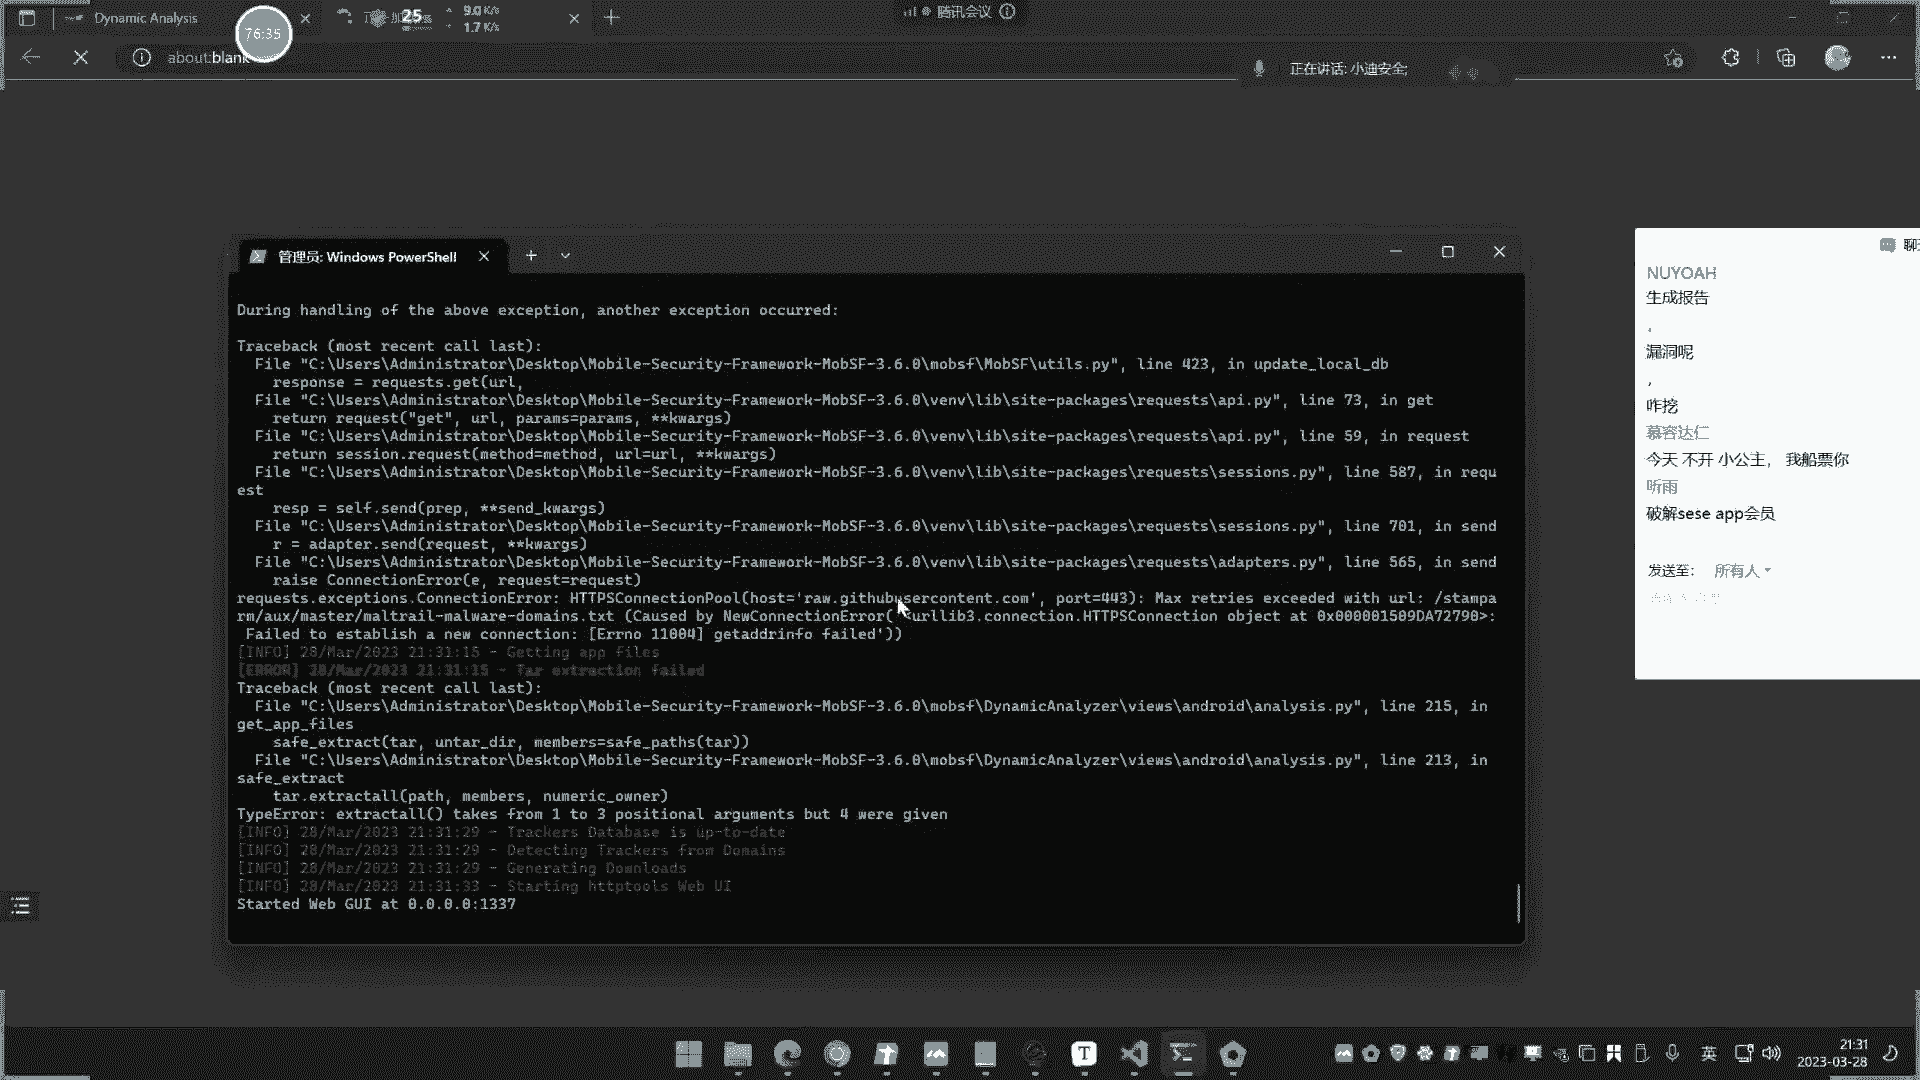 Dynamic Analysis
76:35
25
9.0 K/s
1.7 K/s
腾讯会议
about:blank
正在讲话: 小迪安全;
管理员: Windows PowerShell
During handling of the above exception, another exception occurred:
Traceback (most recent call last):
File "C:\Users\Administrator\Desktop\Mobile-Security-Framework-MobSF-3.6.0\mobsf\MobSF\utils.py", line 423, in update_local_db
response = requests.get(url,
File "C:\Users\Administrator\Desktop\Mobile-Security-Framework-MobSF-3.6.0\venv\lib\site-packages\requests\api.py", line 73, in get
return request("get", url, params=params, **kwargs)
File "C:\Users\Administrator\Desktop\Mobile-Security-Framework-MobSF-3.6.0\venv\lib\site-packages\requests\api.py", line 59, in request
return session.request(method=method, url=url, **kwargs)
File "C:\Users\Administrator\Desktop\Mobile-Security-Framework-MobSF-3.6.0\venv\lib\site-packages\requests\sessions.py", line 587, in requ
est
resp = self.send(prep, **send_kwargs)
File "C:\Users\Administrator\Desktop\Mobile-Security-Framework-MobSF-3.6.0\venv\lib\site-packages\requests\sessions.py", line 701, in send
r = adapter.send(request, **kwargs)
File "C:\Users\Administrator\Desktop\Mobile-Security-Framework-MobSF-3.6.0\venv\lib\site-packages\requests\adapters.py", line 565, in send
raise ConnectionError(e, request=request)
requests.exceptions.ConnectionError: HTTPSConnectionPool(host='raw.githubusercontent.com', port=443): Max retries exceeded with url: /stampa
rm/aux/master/maltrail-malware-domains.txt (Caused by NewConnectionError('<urllib3.connection.HTTPSConnection object at 0x000001509DA72790>:
Failed to establish a new connection: [Errno 11004] getaddrinfo failed'))
[INFO] 28/Mar/2023 21:31:15 - Getting app files
[ERROR] 28/Mar/2023 21:31:15 - Tar extraction failed
Traceback (most recent call last):
File "C:\Users\Administrator\Desktop\Mobile-Security-Framework-MobSF-3.6.0\mobsf\DynamicAnalyzer\views\android\analysis.py", line 215, in
get_app_files
safe_extract(tar, untar_dir, members=safe_paths(tar))
File "C:\Users\Administrator\Desktop\Mobile-Security-Framework-MobSF-3.6.0\mobsf\DynamicAnalyzer\views\android\analysis.py", line 213, in
safe_extract
tar.extractall(path, members, numeric_owner)
TypeError: extractall() takes from 1 to 3 positional arguments but 4 were given
[INFO] 28/Mar/2023 21:31:29 - Trackers Database is up-to-date
[INFO] 28/Mar/2023 21:31:29 - Detecting Trackers from Domains
[INFO] 28/Mar/2023 21:31:29 - Generating Downloads
[INFO] 28/Mar/2023 21:31:33 - Starting httptools Web UI
Started Web GUI at 0.0.0.0:1337
聊
NUYOAH
生成报告
,
漏洞呢
,
咋挖
慕容达仁
今天 不开 小公主， 我船票你
听雨
破解sese app会员
发送至: 所有人
英
21:31
2023-03-28